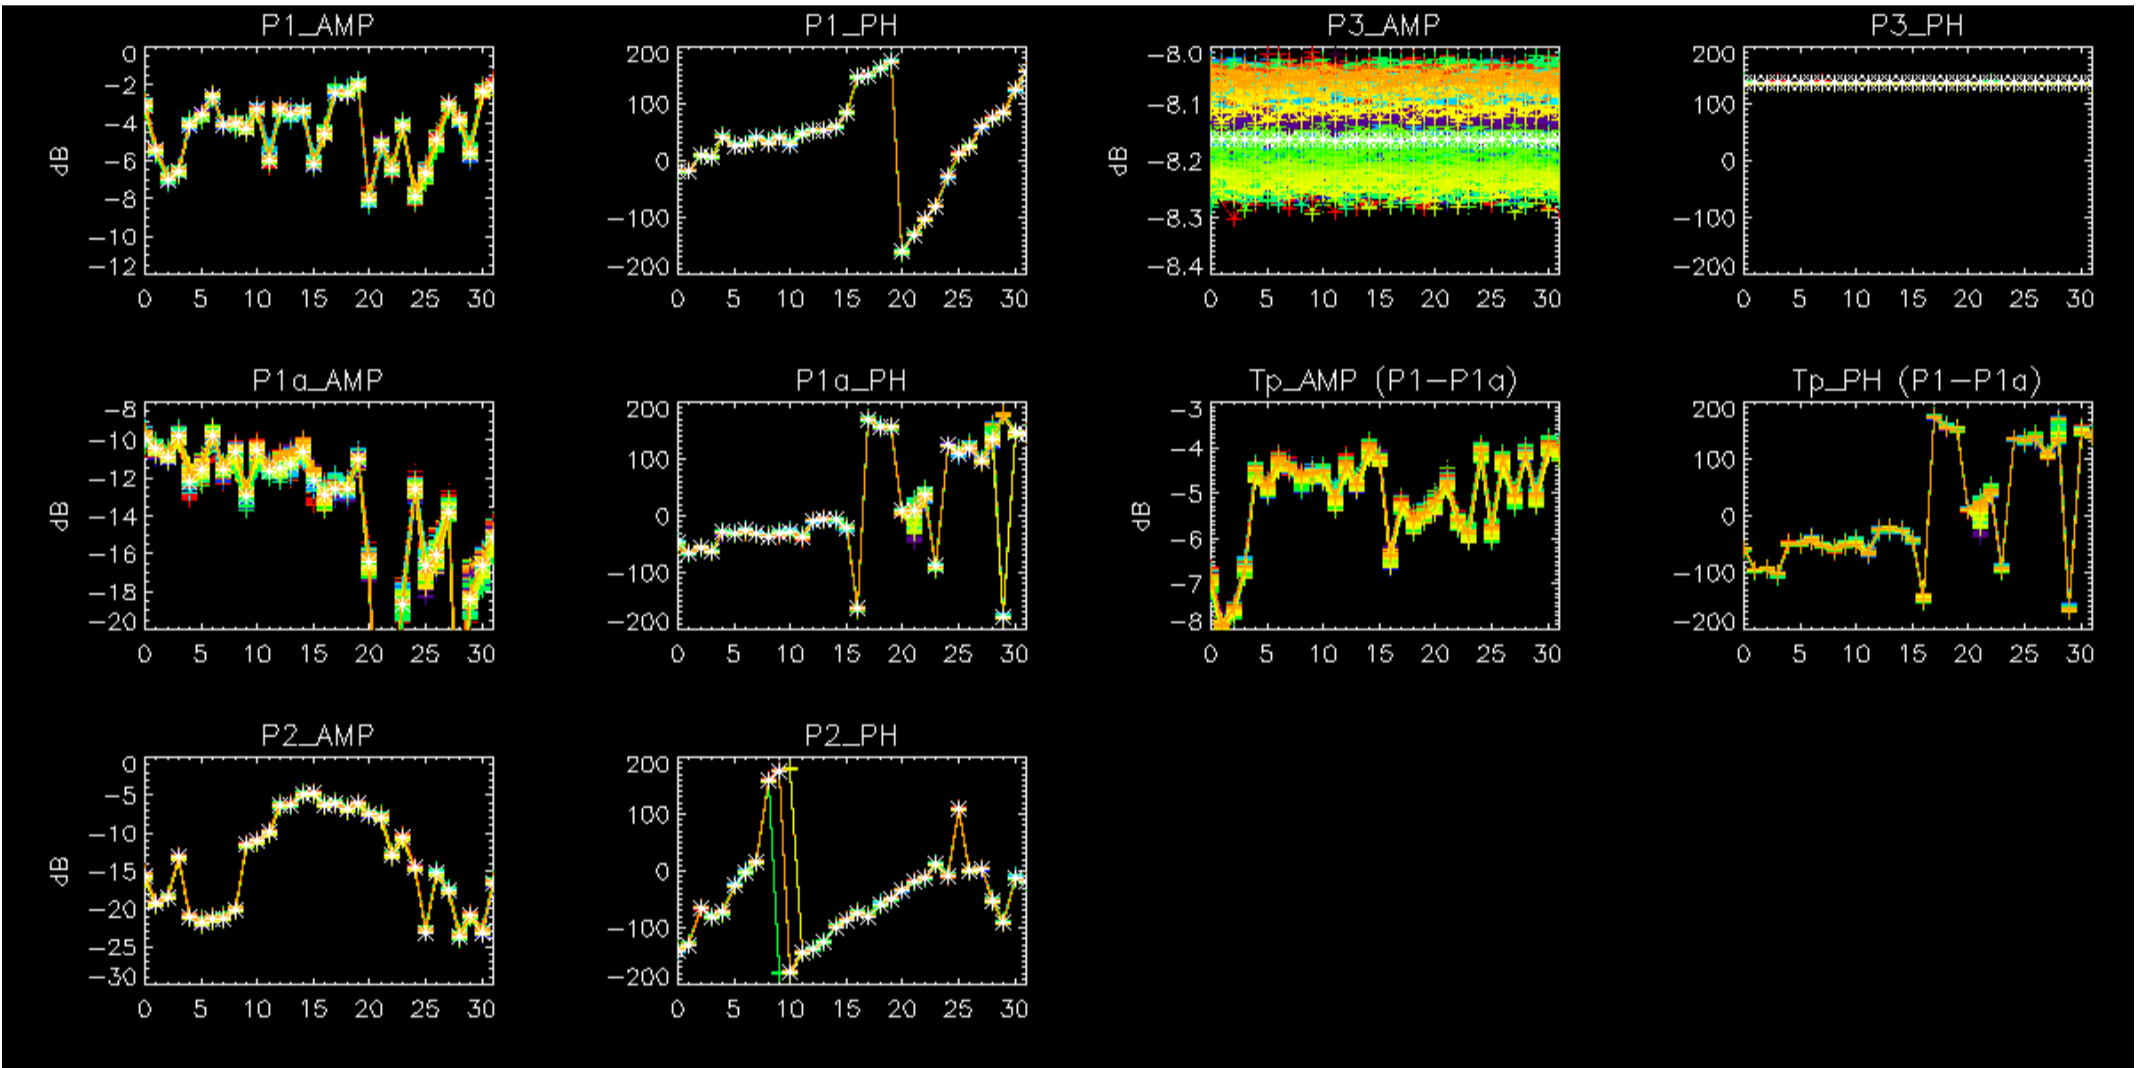 P1_AMP P1_PH P3_AMP P3_PH
0 200 -8.0 200
-2 100 -8.1 100
-4 0 -8.2 0
-6 -100 -8.3 -100
-8 -200 -8.4 -200
-10
-12
dB dB
0 5 10 15 20 25 30 0 5 10 15 20 25 30 0 5 10 15 20 25 30 0 5 10 15 20 25 30
P1a_AMP P1a_PH Tp_AMP (P1-P1a) Tp_PH (P1-P1a)
-8 200 -3 200
-10 100 -4 100
-12 0 -5 0
-14 -100 -6 -100
-16 -200 -7 -200
-18 -8
-20
dB dB
0 5 10 15 20 25 30 0 5 10 15 20 25 30 0 5 10 15 20 25 30 0 5 10 15 20 25 30
P2_AMP P2_PH
0 200
-5 100
-10 0
-15 -100
-20 -200
-25
-30
dB
0 5 10 15 20 25 30 0 5 10 15 20 25 30